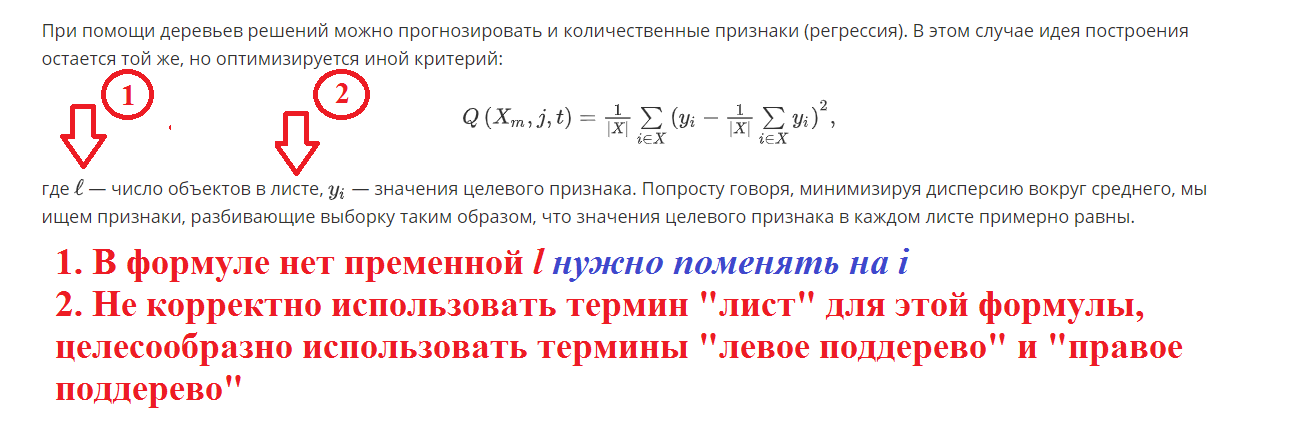 При помощи деревьев решений можно прогнозировать и количественные признаки (регрессия). В этом случае идея построения
остается той же, но оптимизируется иной критерий:
1
2
Q (X_m, j, t) = \frac{1}{|X|} \sum_{i∈X} (y_i − \frac{1}{|X|} \sum_{i∈X} y_i)^2,
где ℓ — число объектов в листе, y_i — значения целевого признака. Попросту говоря, минимизируя дисперсию вокруг среднего, мы
ищем признаки, разбивающие выборку таким образом, что значения целевого признака в каждом листе примерно равны.
1. В формуле нет пременной l нужно поменять на i
2. Не корректно использовать термин "лист" для этой формулы,
целесообразно использовать термины "левое поддерево" и "правое
поддерево"